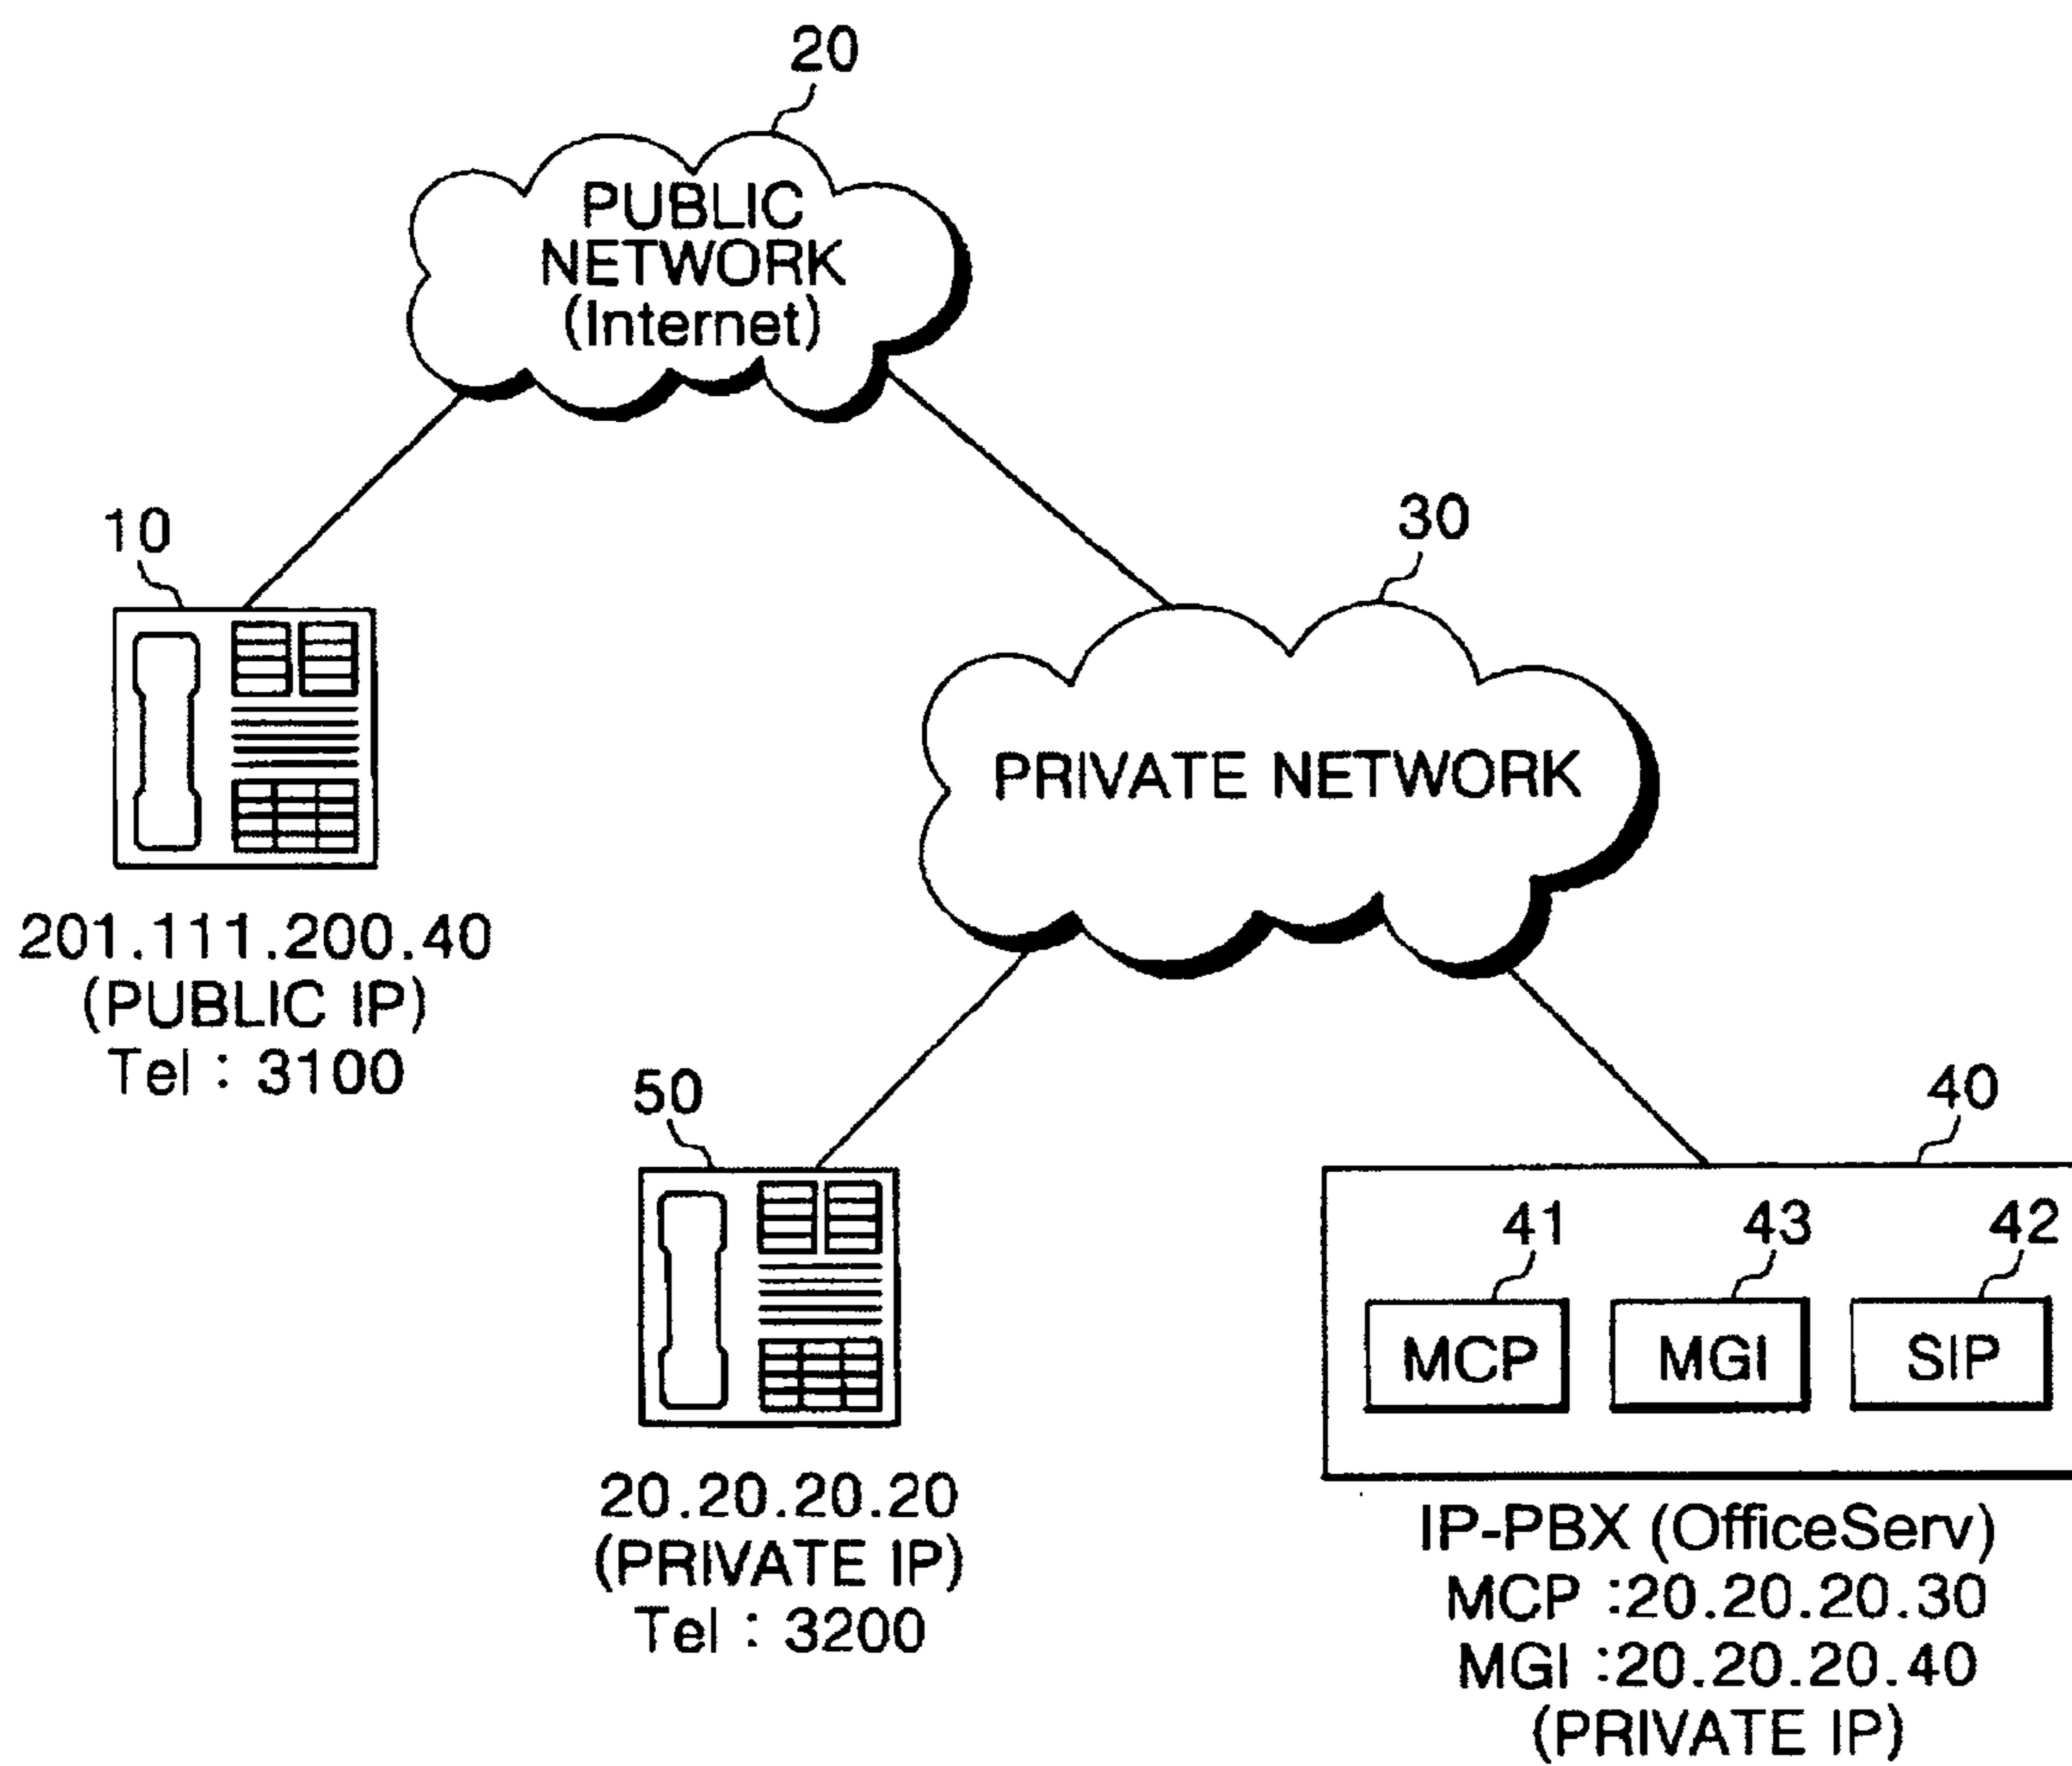 20
PUBLIC
NETWORK
(Internet)
10
30
201.111.200.40
(PUBLIC IP)
Tel : 3100
PRIVATE NETWORK
50
20.20.20.20
(PRIVATE IP)
Tel : 3200
40
41
43
42
MCP
MGI
SIP
IP-PBX (OfficeServ)
MCP :20.20.20.30
MGI :20.20.20.40
(PRIVATE IP)